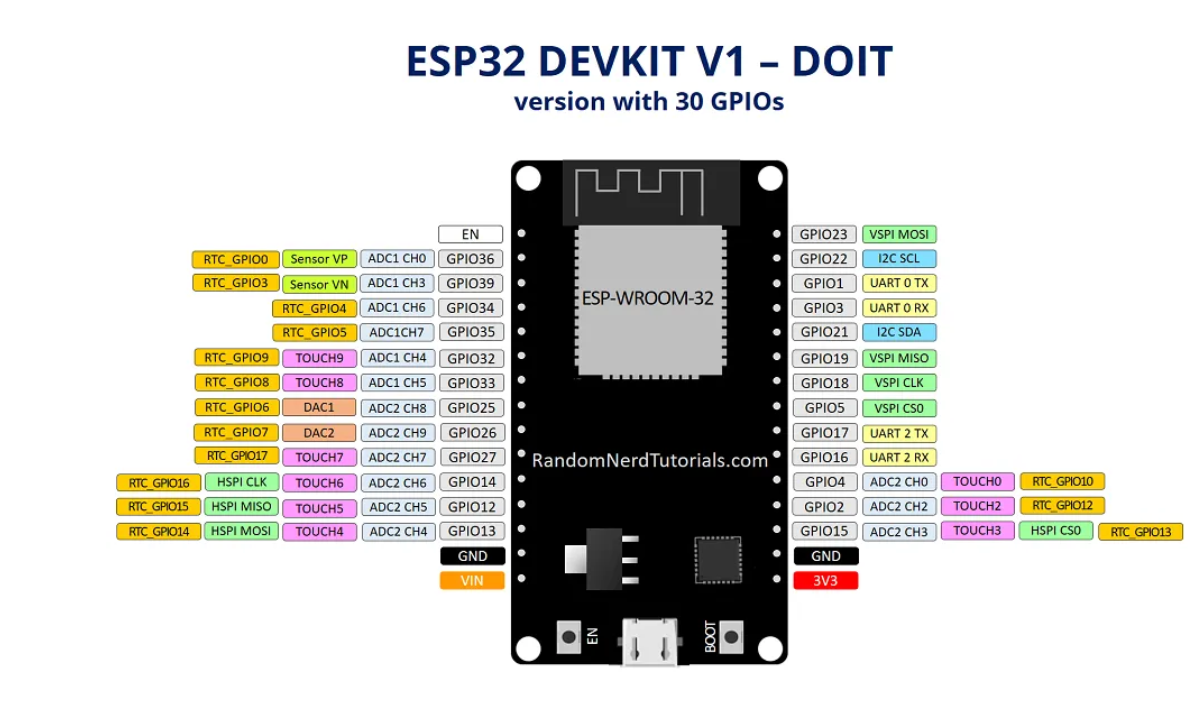 ESP32 DEVKIT V1 – DOIT
version with 30 GPIOs
EN GPIO23 VSPI MOSI
RTC_GPIO0 Sensor VP ADC1 CH0 GPIO36 GPIO22 I2C SCL
RTC_GPIO3 Sensor VN ADC1 CH3 GPIO39 GPIO1 UART 0 TX
RTC_GPIO4 ADC1 CH6 GPIO34 GPIO3 UART 0 RX
ESP-WROOM-32
RTC_GPIO5 ADC1CH7 GPIO35 GPIO21 I2C SDA
RTC_GPIO9 TOUCH9 ADC1 CH4 GPIO32 GPIO19 VSPI MISO
RTC_GPIO8 TOUCH8 ADC1 CH5 GPIO33 GPIO18 VSPI CLK
RTC_GPIO6 DAC1 ADC2 CH8 GPIO25 GPIO5 VSPI CS0
RTC_GPIO7 DAC2 ADC2 CH9 GPIO26 GPIO17 UART 2 TX
RTC_GPIO17 TOUCH7 ADC2 CH7 GPIO27 GPIO16 UART 2 RX
RandomNerdTutorials.com
RTC_GPIO16 HSPI CLK TOUCH6 ADC2 CH6 GPIO14 GPIO4 ADC2 CH0 TOUCH0 RTC_GPIO10
RTC_GPIO15 HSPI MISO TOUCH5 ADC2 CH5 GPIO12 GPIO2 ADC2 CH2 TOUCH2 RTC_GPIO12
RTC_GPIO14 HSPI MOSI TOUCH4 ADC2 CH4 GPIO13 GPIO15 ADC2 CH3 TOUCH3 HSPI CS0 RTC_GPIO13
GND GND
VIN 3V3
EN BOOT